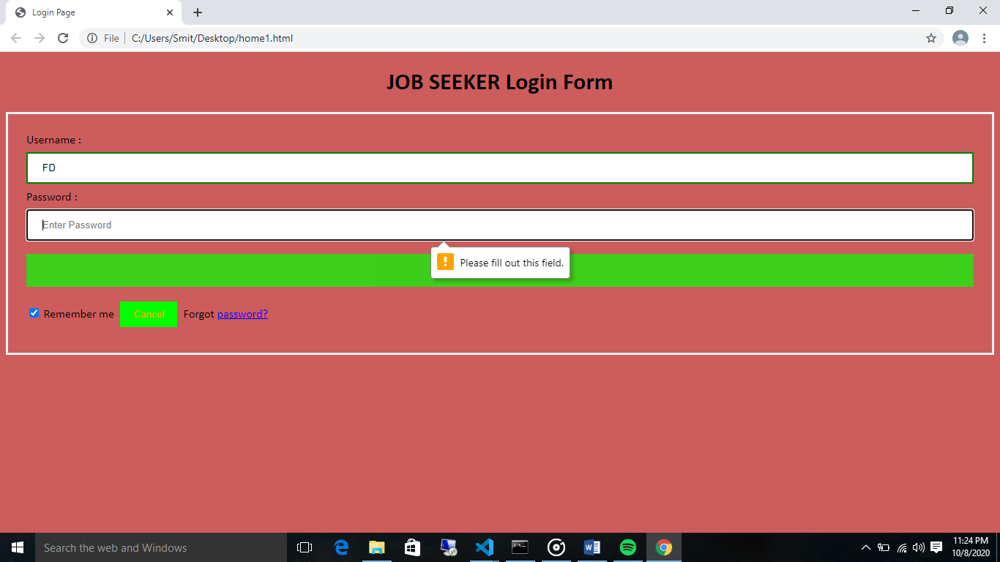 Login Page
File
C:/Users/Smit/Desktop/home1.html
JOB SEEKER Login Form
Username :
FD
Password :
Enter Password
Please fill out this field.
Remember me Cancel Forgot password?
Search the web and Windows
11:24 PM
10/8/2020